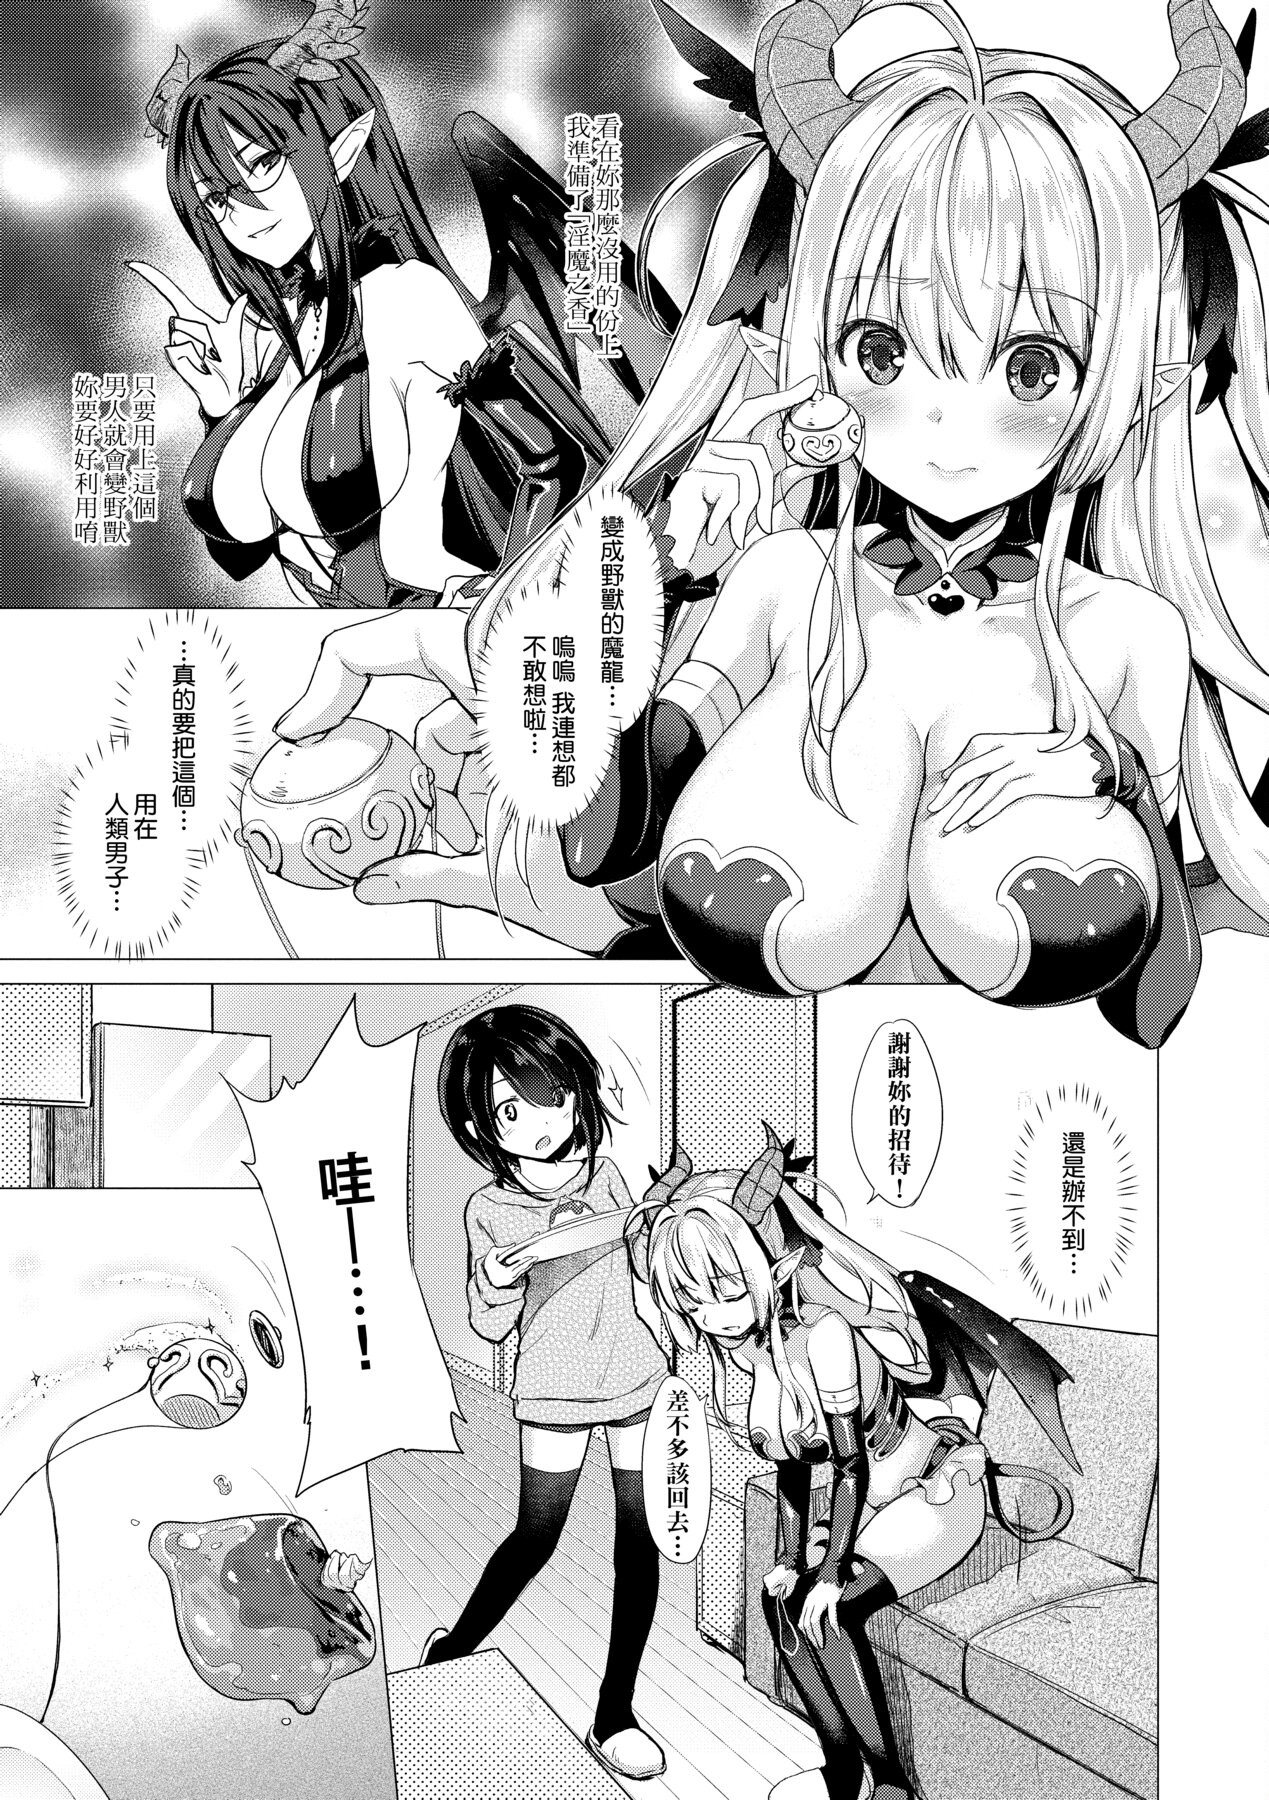 看在妳那麼沒用的份上
我準備了「淫魔之香」
只要用上這個
男人就會變野獸
妳要好好利用唷
變成野獸的魔龍…
嗚嗚 我連想都
不敢想啦…
…真的要把這個…
用在
人類男子…
還是辦不到…
謝謝妳的招待！
差不多該回去…
哇—…！